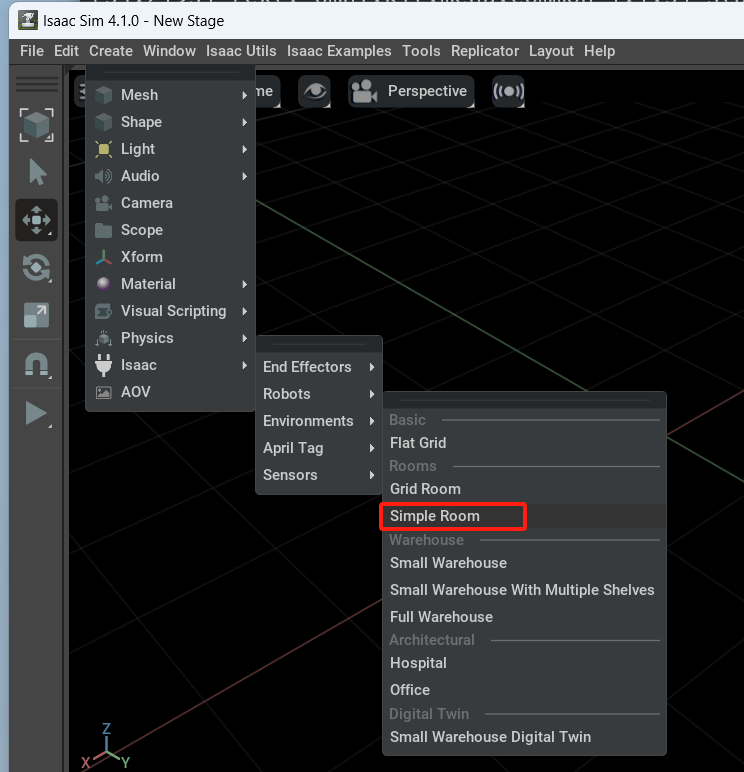 Isaac Sim 4.1.0 - New Stage
File Edit Create Window Isaac Utils Isaac Examples Tools Replicator Layout Help
me Perspective
Mesh
Shape
Light
Audio
Camera
Scope
Xform
Material
Visual Scripting
Physics
Isaac
AOV
End Effectors
Robots
Environments
April Tag
Sensors
Basic
Flat Grid
Rooms
Grid Room
Simple Room
Warehouse
Small Warehouse
Small Warehouse With Multiple Shelves
Full Warehouse
Architectural
Hospital
Office
Digital Twin
Small Warehouse Digital Twin
Z
X Y